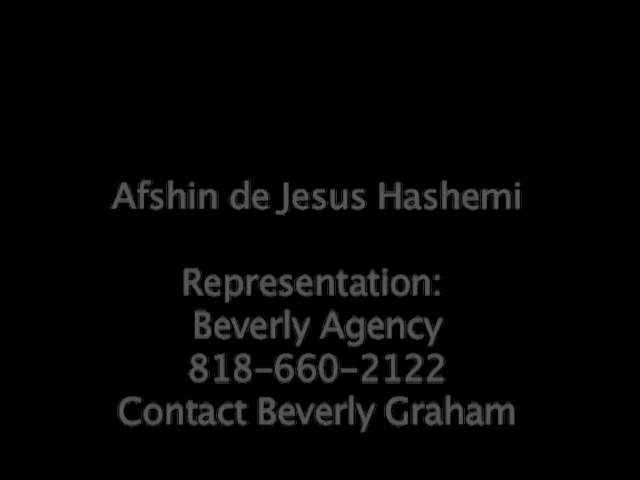 Afshin de Jesus Hashemi
Representation:
Beverly Agency
818-660-2122
Contact Beverly Graham